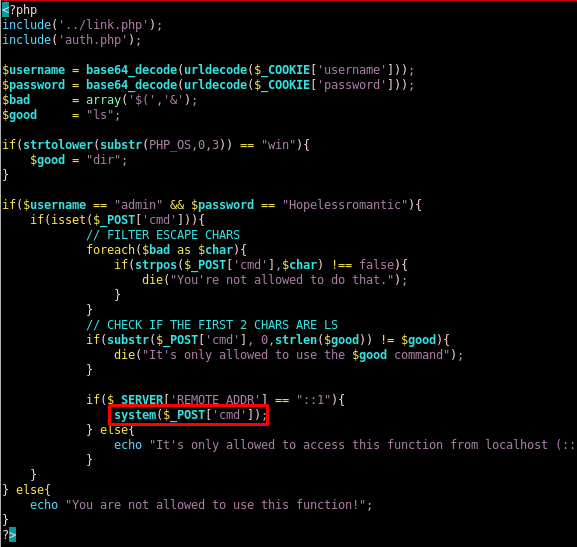 <?php
include('../link.php');
include('auth.php');

$username = base64_decode(urldecode($_COOKIE['username']));
$password = base64_decode(urldecode($_COOKIE['password']));
$bad      = array('$(','&');
$good     = "ls";

if(strtolower(substr(PHP_OS,0,3)) == "win"){
    $good = "dir";
}

if($username == "admin" && $password == "Hopelessromantic"){
    if(isset($_POST['cmd'])){
            // FILTER ESCAPE CHARS
            foreach($bad as $char){
                if(strpos($_POST['cmd'],$char) !== false){
                    die("You're not allowed to do that.");
                }
            }
            // CHECK IF THE FIRST 2 CHARS ARE LS
            if(substr($_POST['cmd'], 0,strlen($good)) != $good){
                die("It's only allowed to use the $good command");
            }

            if($_SERVER['REMOTE_ADDR'] == "::1"){
                system($_POST['cmd']);
            } else{
                echo "It's only allowed to access this function from localhost (::
            }
    }
} else{
    echo "You are not allowed to use this function!";
}
?>